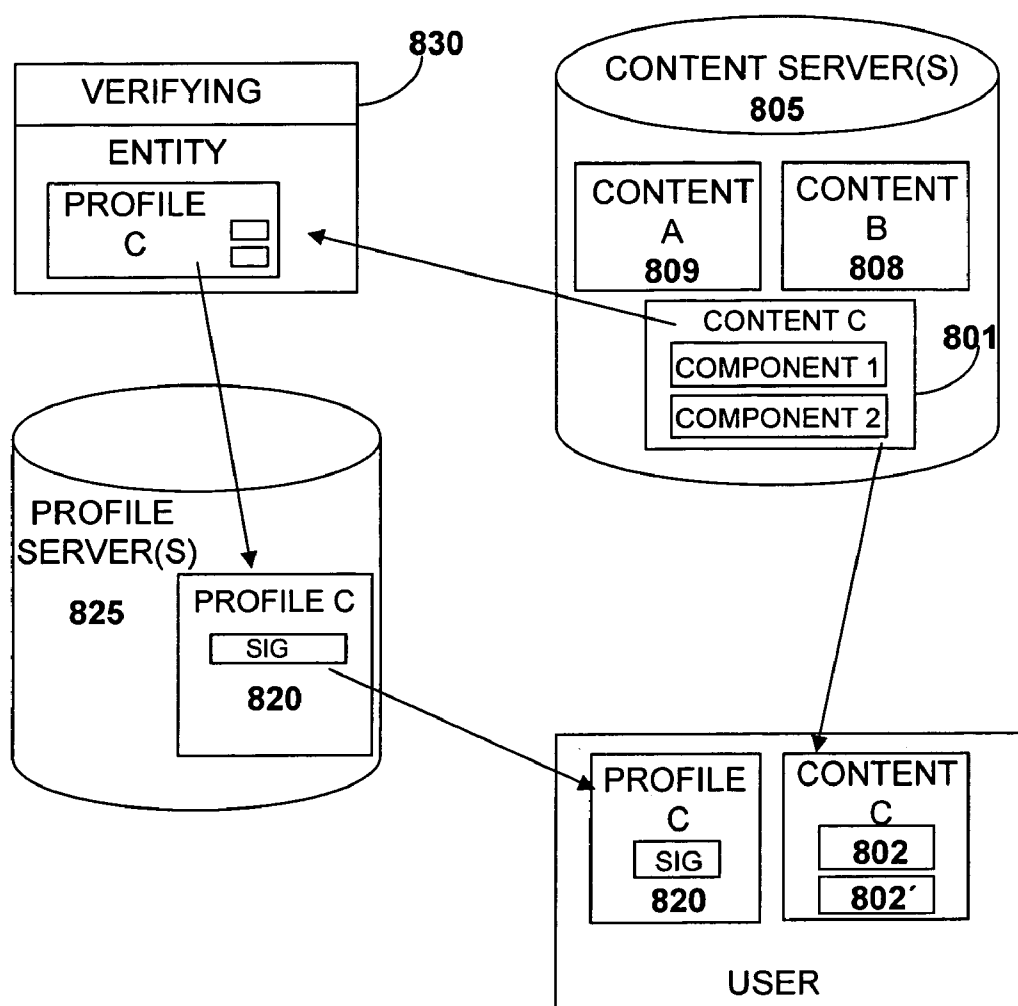 830
VERIFYING
ENTITY
PROFILE
C
CONTENT SERVER(S)
805
CONTENT
A
809
CONTENT
B
808
CONTENT C
801
COMPONENT 1
COMPONENT 2
PROFILE
SERVER(S)
825
PROFILE C
SIG
820
PROFILE
C
SIG
820
CONTENT
C
802
802´
USER